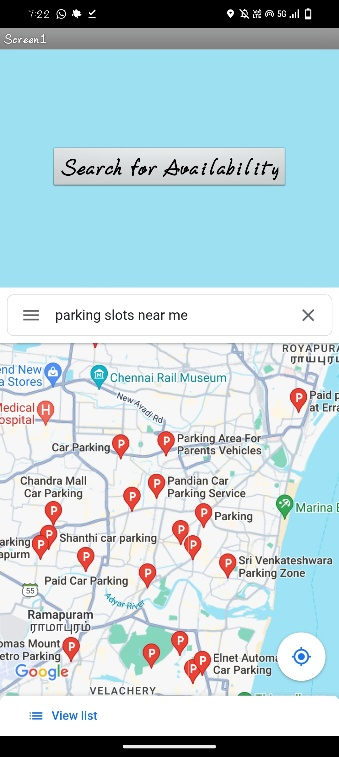 7:22
5G
Screen1
Search for Availability
parking slots near me
ROYAPURA
ராயபுரம்
end New
a Stores
Chennai Rail Museum
New Avadi Rd
Medical
ospital
Paid p
at Erra
Car Parking
Parking Area For
Parents Vehicles
Chandra Mall
Car Parking
Pandian Car
Parking Service
Parking
Marina B
arking
apurm
Shanthi car parking
Sri Venkateshwara
Parking Zone
Paid Car Parking
55
Adyar River
Ramapuram
ராமாபுரம்
omas Mount
etro Parking
Elnet Automa
Car Parking
Google
VELACHERY
View list